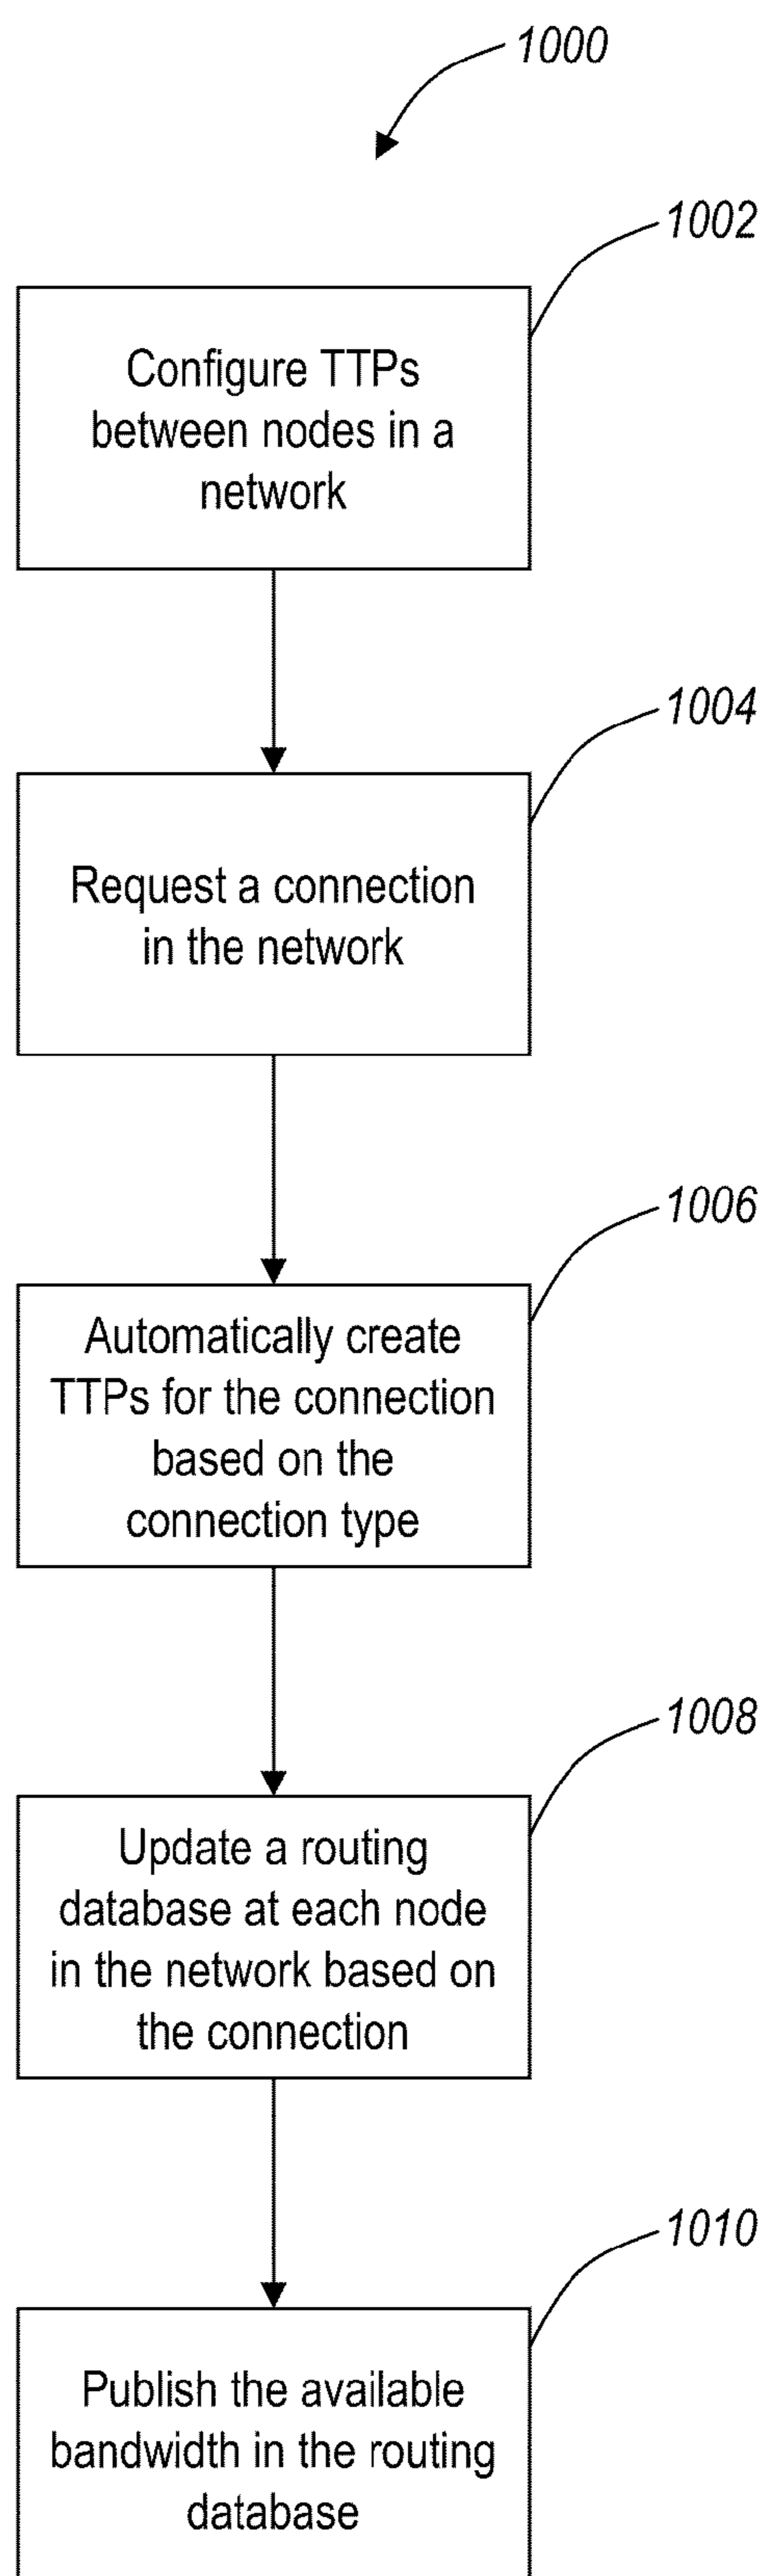 1000
1002
Configure TTPs
between nodes in a
network
1004
Request a connection
in the network
1006
Automatically create
TTPs for the connection
based on the
connection type
1008
Update a routing
database at each node
in the network based on
the connection
1010
Publish the available
bandwidth in the routing
database